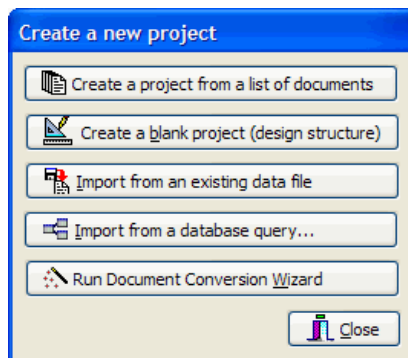 Create a new project
Create a project from a list of documents
Create a blank project (design structure)
Import from an existing data file
Import from a database query...
Run Document Conversion Wizard
Close